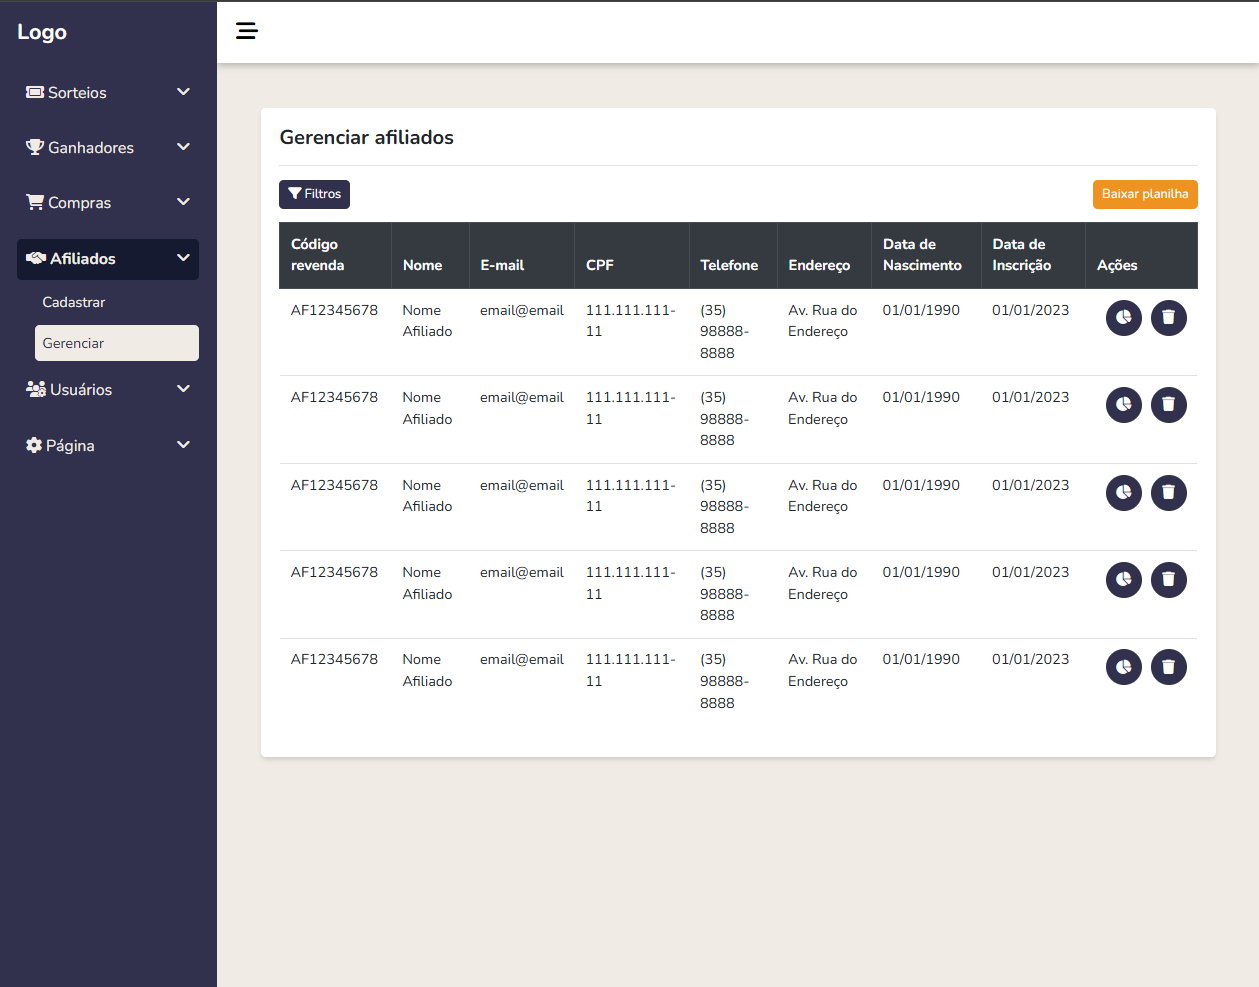 Logo
Sorteios
Ganhadores
Compras
Afiliados
Cadastrar
Gerenciar
Usuários
Página
Gerenciar afiliados
Filtros
Baixar planilha
Código revenda Nome E-mail CPF Telefone Endereço Data de Nascimento Data de Inscrição Ações
AF12345678 Nome Afiliado email@email 111.111.111-11 (35) 98888-8888 Av. Rua do Endereço 01/01/1990 01/01/2023
AF12345678 Nome Afiliado email@email 111.111.111-11 (35) 98888-8888 Av. Rua do Endereço 01/01/1990 01/01/2023
AF12345678 Nome Afiliado email@email 111.111.111-11 (35) 98888-8888 Av. Rua do Endereço 01/01/1990 01/01/2023
AF12345678 Nome Afiliado email@email 111.111.111-11 (35) 98888-8888 Av. Rua do Endereço 01/01/1990 01/01/2023
AF12345678 Nome Afiliado email@email 111.111.111-11 (35) 98888-8888 Av. Rua do Endereço 01/01/1990 01/01/2023